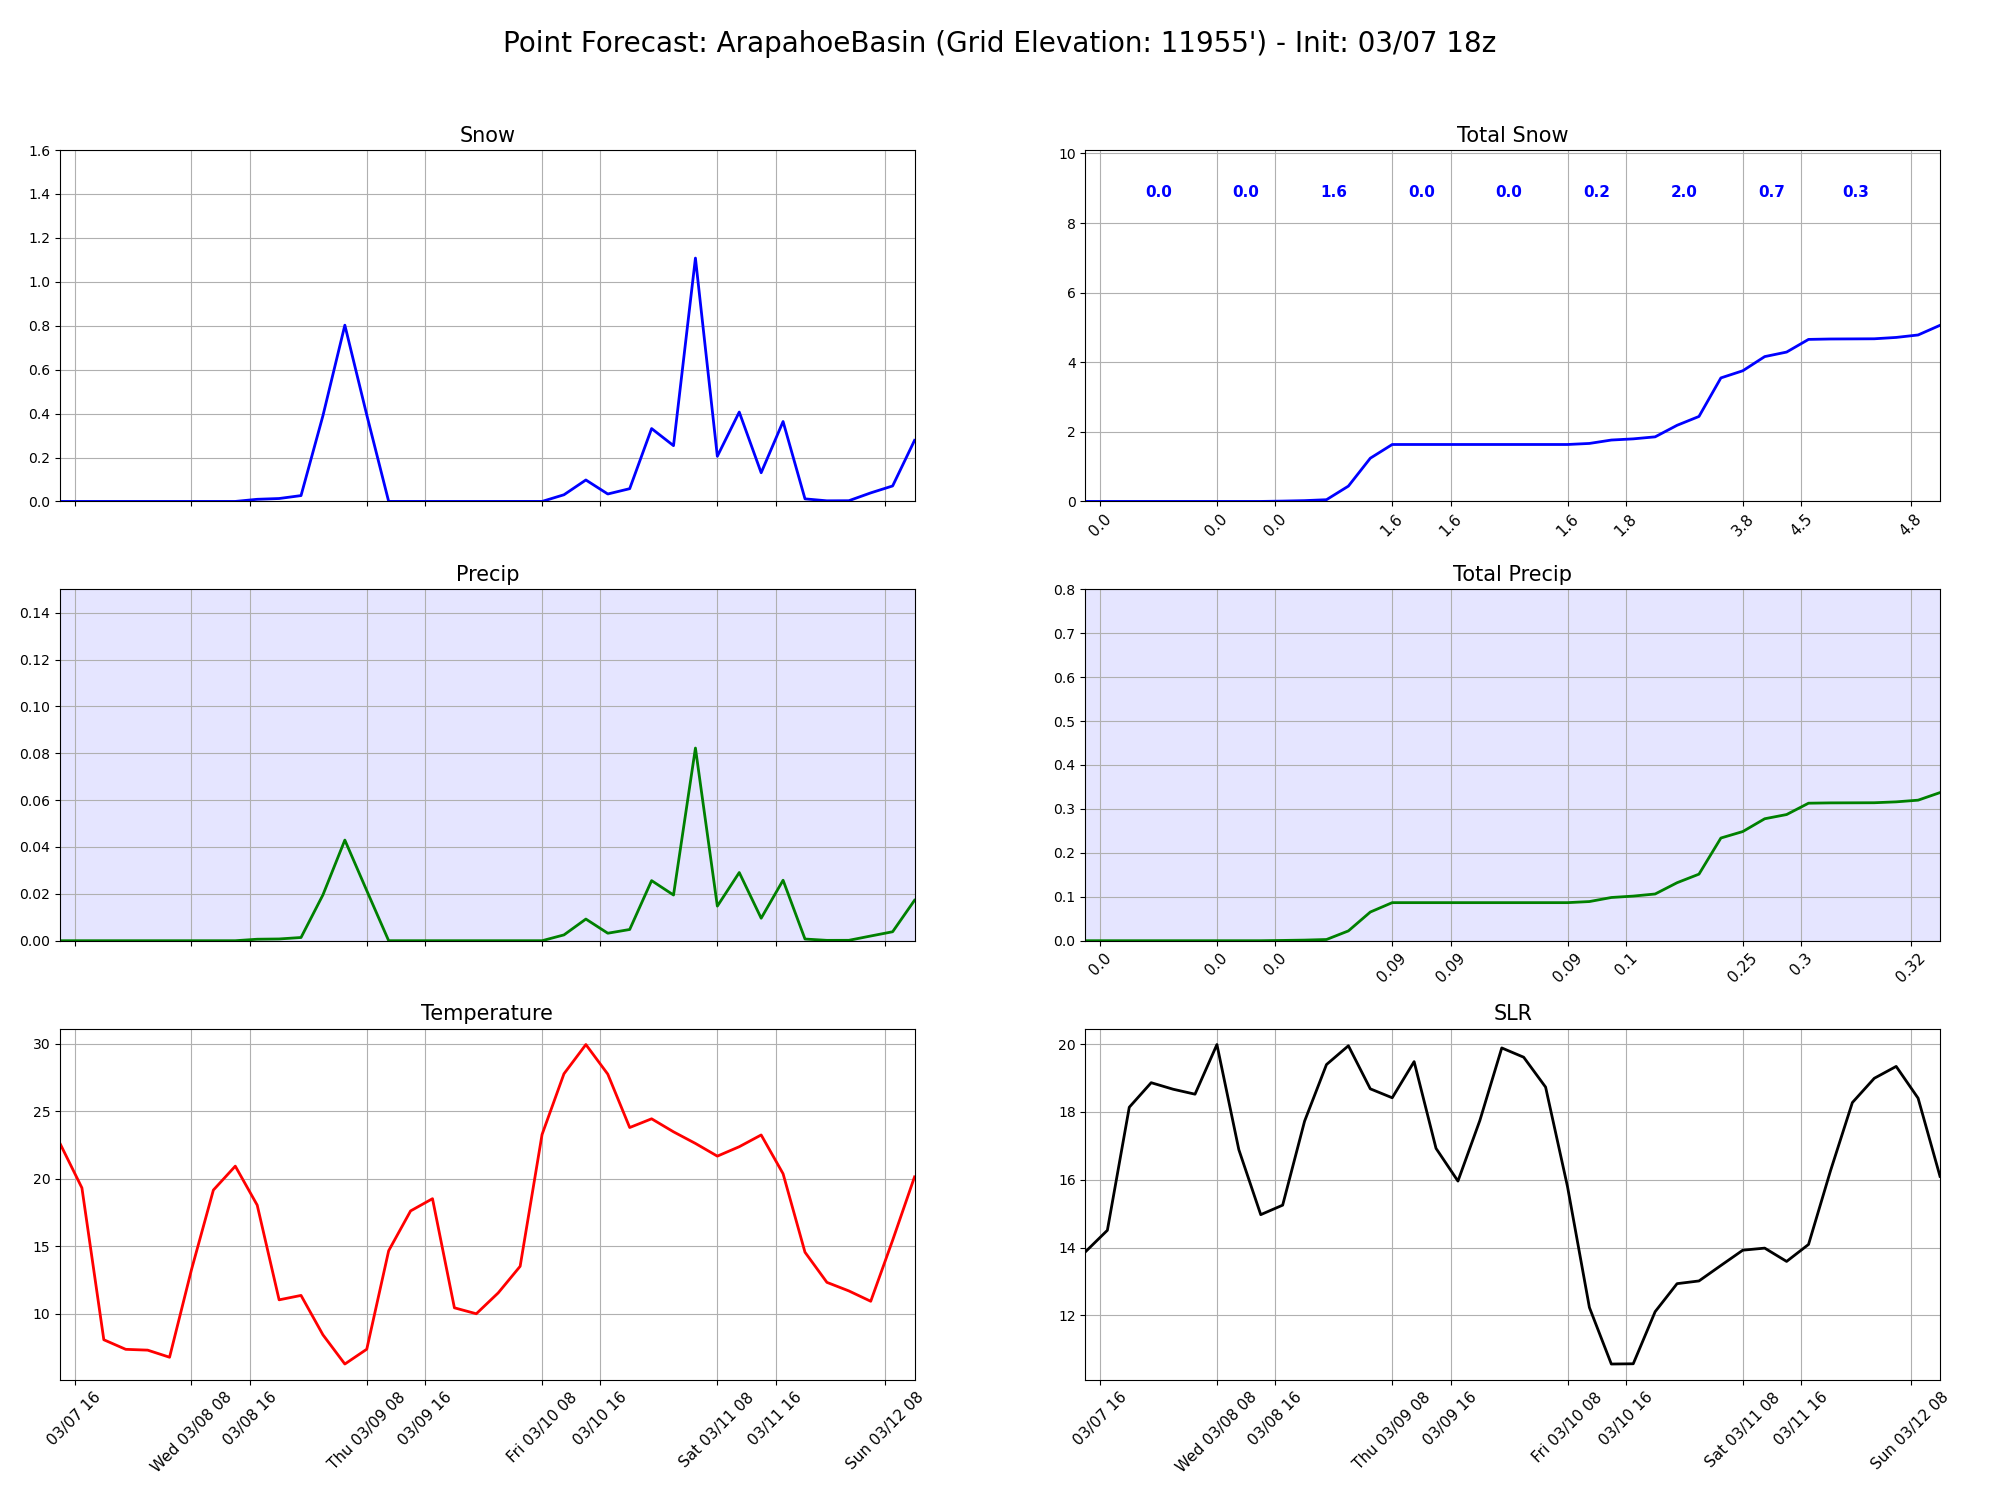 Point Forecast: ArapahoeBasin (Grid Elevation: 11955') - Init: 03/07 18z
Snow
1.6
1.4
1.2
1.0
0.8
0.6
0.4
0.2
0.0
Total Snow
10
8
6
4
2
0
0.0 0.0 1.6 0.0 0.0 0.2 2.0 0.7 0.3
0.0 0.0 0.0 1.6 1.6 1.6 1.8 3.8 4.5 4.8
Precip
0.14
0.12
0.10
0.08
0.06
0.04
0.02
0.00
Total Precip
0.8
0.7
0.6
0.5
0.4
0.3
0.2
0.1
0.0
0.0 0.0 0.0 0.09 0.09 0.09 0.1 0.25 0.3 0.32
Temperature
30
25
20
15
10
03/07 16
Wed 03/08 08
03/08 16
Thu 03/09 08
03/09 16
Fri 03/10 08
03/10 16
Sat 03/11 08
03/11 16
Sun 03/12 08
SLR
20
18
16
14
12
03/07 16
Wed 03/08 08
03/08 16
Thu 03/09 08
03/09 16
Fri 03/10 08
03/10 16
Sat 03/11 08
03/11 16
Sun 03/12 08